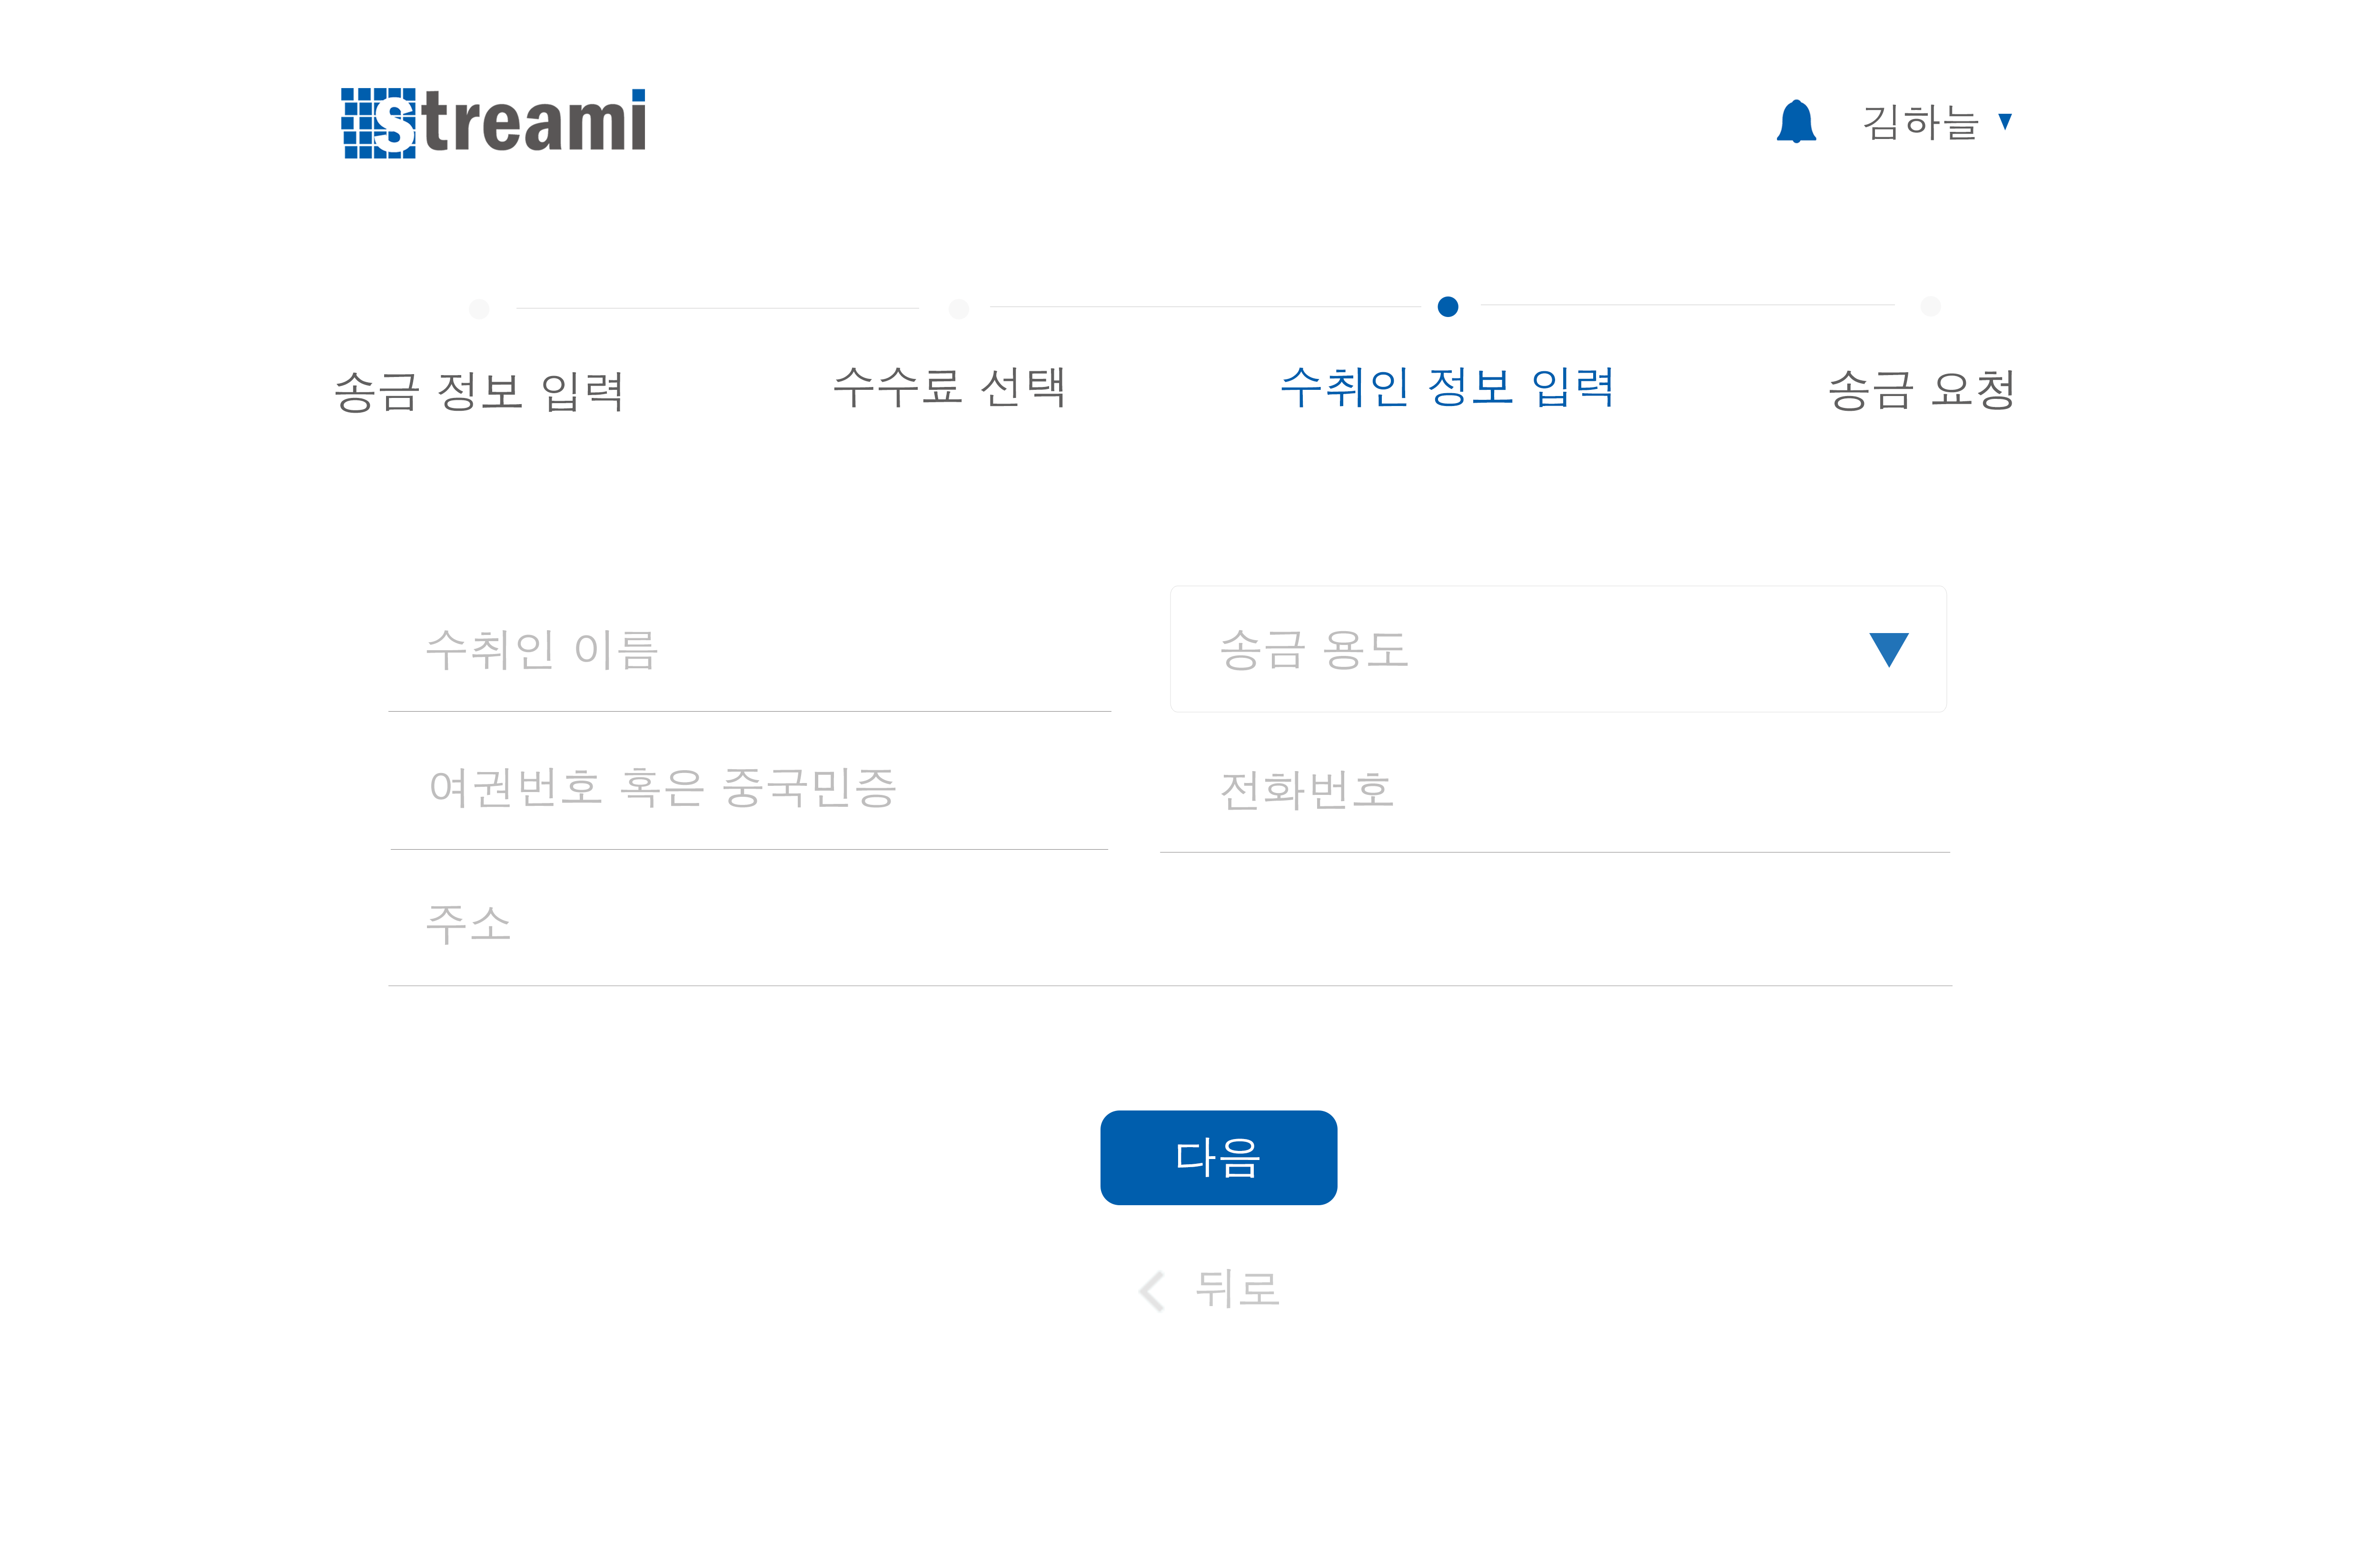 Streami
김하늘
송금 정보 입력
수수로 선택
수취인 정보 입력
송금 요청
수취인 이름
송금 용도
여권번호 혹은 중국민증
전화번호
주소
다음
뒤로